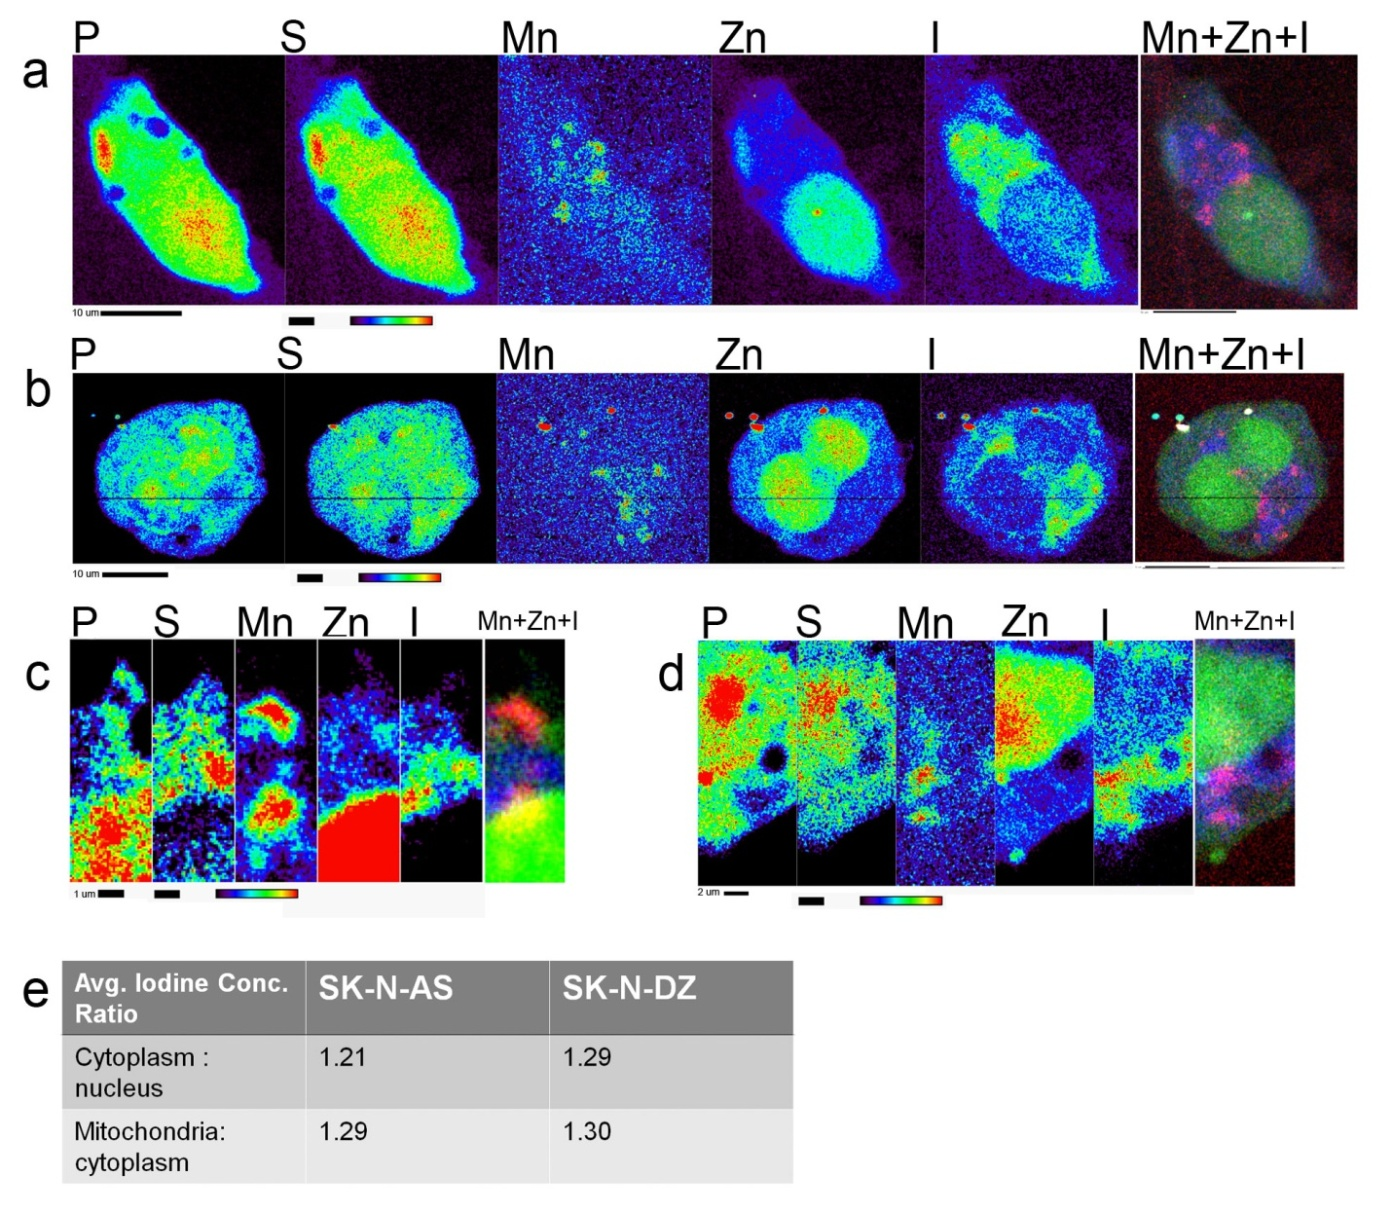 P S Mn Zn I Mn+Zn+I
a
10 um
P S Mn Zn I Mn+Zn+I
b
10 um
P S Mn Zn I Mn+Zn+I
c
1 um
P S Mn Zn I Mn+Zn+I
d
2 um
e
Avg. Iodine Conc. SK-N-AS SK-N-DZ
Ratio
Cytoplasm : 1.21 1.29
nucleus
Mitochondria: 1.29 1.30
cytoplasm